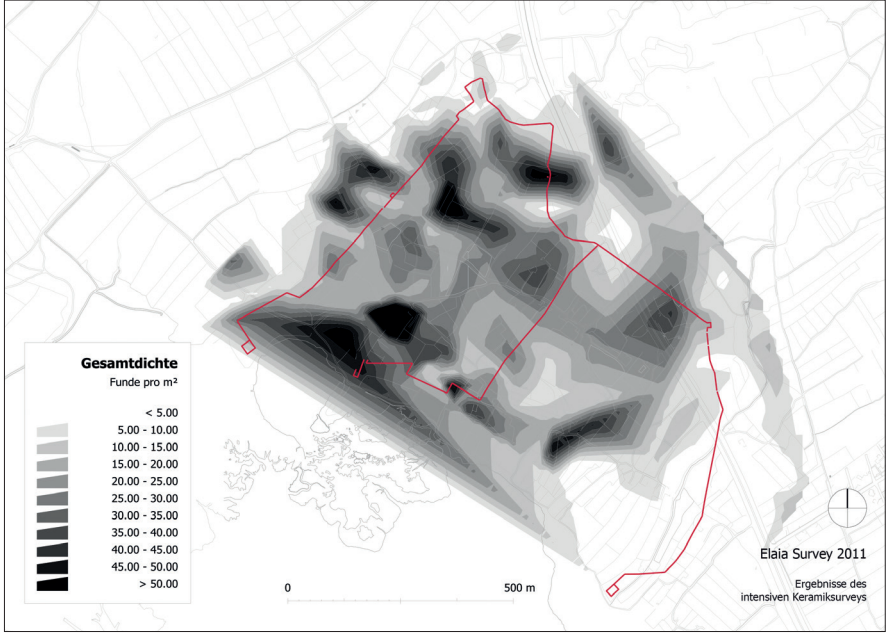 Gesamtdichte
Funde pro m²
< 5.00
5.00 - 10.00
10.00 - 15.00
15.00 - 20.00
20.00 - 25.00
25.00 - 30.00
30.00 - 35.00
35.00 - 40.00
40.00 - 45.00
45.00 - 50.00
> 50.00
0
500 m
Elaia Survey 2011
Ergebnisse des
intensiven Keramiksurveys